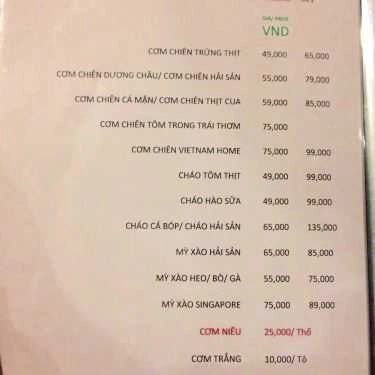 GIÁ/ PRICE
VND
CƠM CHIÊN TRỨNG THỊT 45,000 65,000
CƠM CHIÊN DƯƠNG CHÂU/ CƠM CHIÊN HẢI SẢN 55,000 79,000
CƠM CHIÊN CÁ MẶN/ CƠM CHIÊN THỊT CUA 59,000 85,000
CƠM CHIÊN TÔM TRONG TRÁI THƠM 75,000
CƠM CHIÊN VIETNAM HOME 75,000 99,000
CHÁO TÔM THỊT 49,000 99,000
CHÁO HÀO SỮA 49,000 99,000
CHÁO CÁ BÓP/ CHÁO HẢI SẢN 65,000 135,000
MỲ XÀO HẢI SẢN 65,000 85,000
MỲ XÀO HEO/ BÒ/ GÀ 55,000 75,000
MỲ XÀO SINGAPORE 75,000 89,000
CƠM NIÊU 25,000/ Thố
CƠM TRẮNG 10,000/ Tô